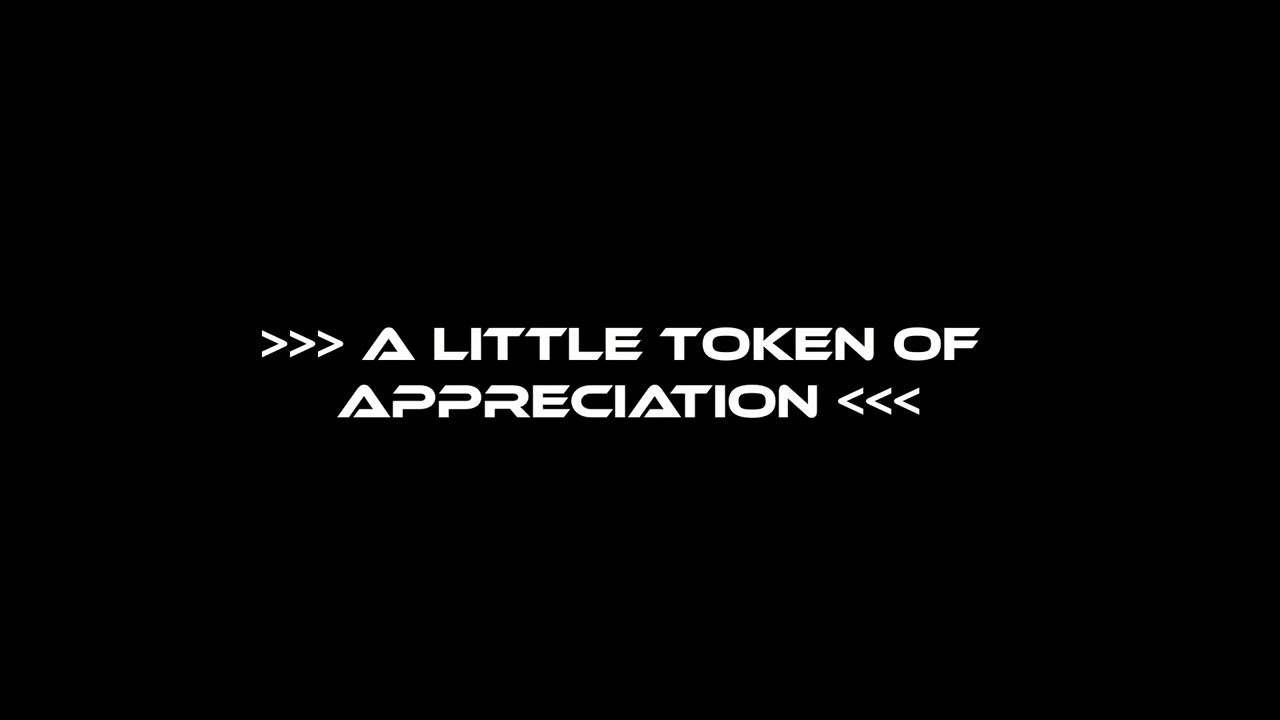 >>> A LITTLE TOKEN OF
APPRECIATION <<<